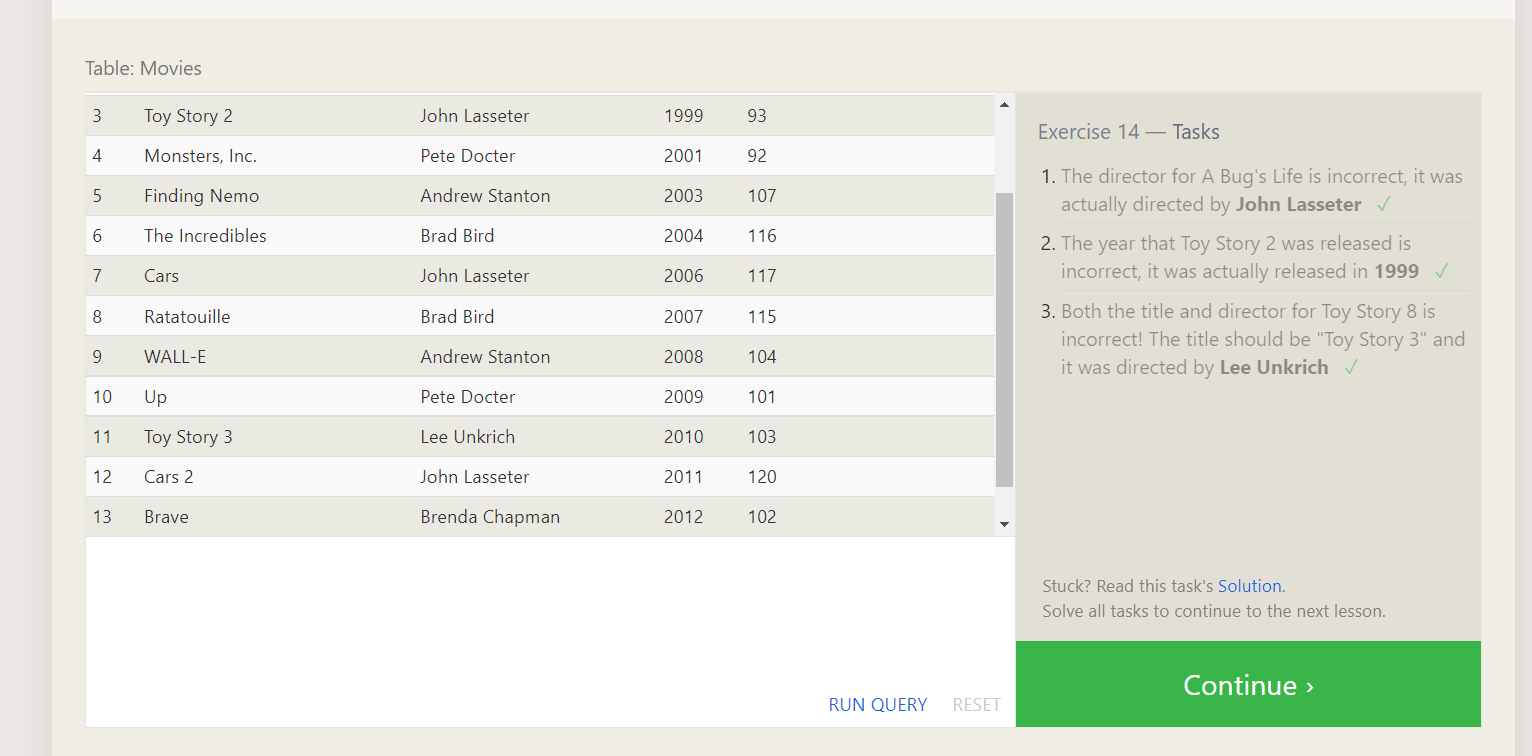 Table: Movies
3 Toy Story 2 John Lasseter 1999 93
4 Monsters, Inc. Pete Docter 2001 92
5 Finding Nemo Andrew Stanton 2003 107
6 The Incredibles Brad Bird 2004 116
7 Cars John Lasseter 2006 117
8 Ratatouille Brad Bird 2007 115
9 WALL-E Andrew Stanton 2008 104
10 Up Pete Docter 2009 101
11 Toy Story 3 Lee Unkrich 2010 103
12 Cars 2 John Lasseter 2011 120
13 Brave Brenda Chapman 2012 102
RUN QUERY RESET
Exercise 14 — Tasks
1. The director for A Bug's Life is incorrect, it was
actually directed by John Lasseter ✓
2. The year that Toy Story 2 was released is
incorrect, it was actually released in 1999 ✓
3. Both the title and director for Toy Story 8 is
incorrect! The title should be "Toy Story 3" and
it was directed by Lee Unkrich ✓
Stuck? Read this task's Solution.
Solve all tasks to continue to the next lesson.
Continue ›